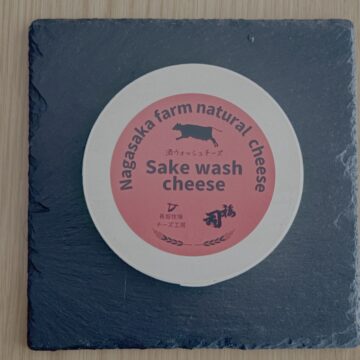 Nagasaka farm natural cheese
酒ウォッシュチーズ
Sake wash
cheese
長坂牧場
チーズ工房